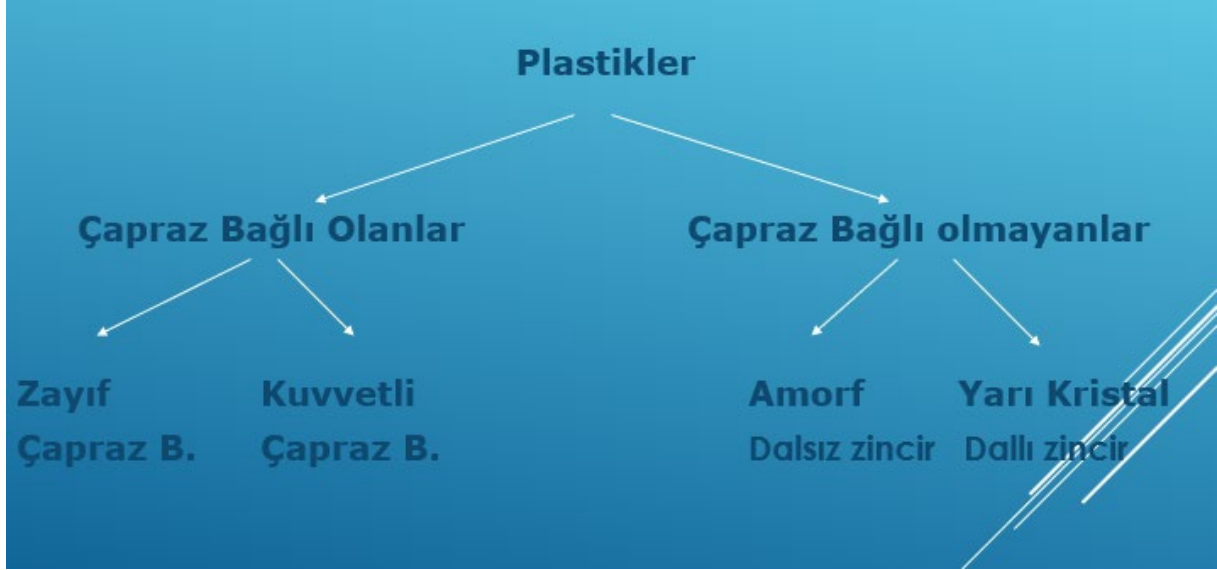 Plastikler
Çapraz Bağlı Olanlar
Çapraz Bağlı olmayanlar
Zayıf
Çapraz B.
Kuvvetli
Çapraz B.
Amorf
Dalsız zincir
Yarı Kristal
Dallı zincir